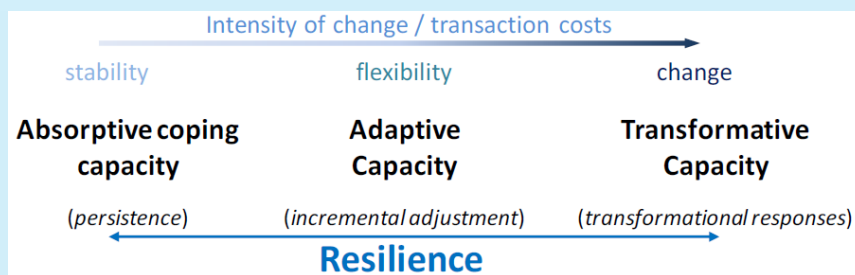 Intensity of change / transaction costs
stability flexibility change
Absorptive coping capacity
Adaptive Capacity
Transformative Capacity
(persistence) (incremental adjustment) (transformational responses)
Resilience